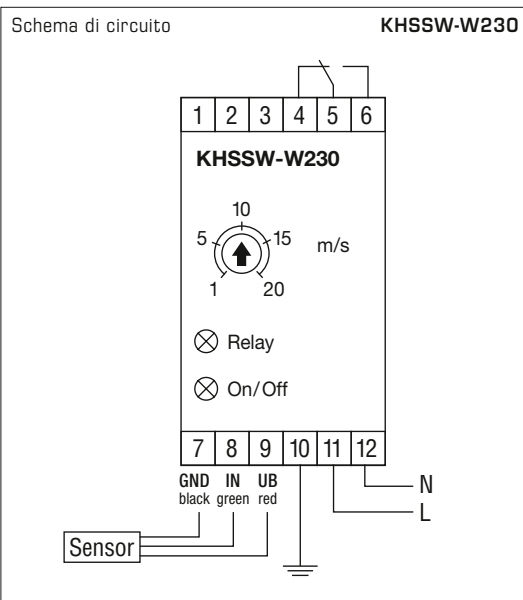 Schema di circuito KHSSW-W230
1 2 3 4 5 6
KHSSW-W230
10
5 15 m/s
1 20
Relay
On/Off
7 8 9 10 11 12
GND IN UB
black green red
N
L
Sensor